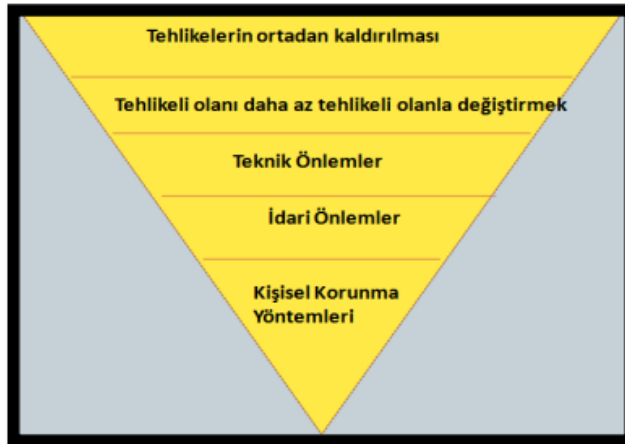 Tehlikelerin ortadan kaldırılması
Tehlikeli olanı daha az tehlikeli olanla değiştirmek
Teknik Önlemler
İdari Önlemler
Kişisel Korunma
Yöntemleri